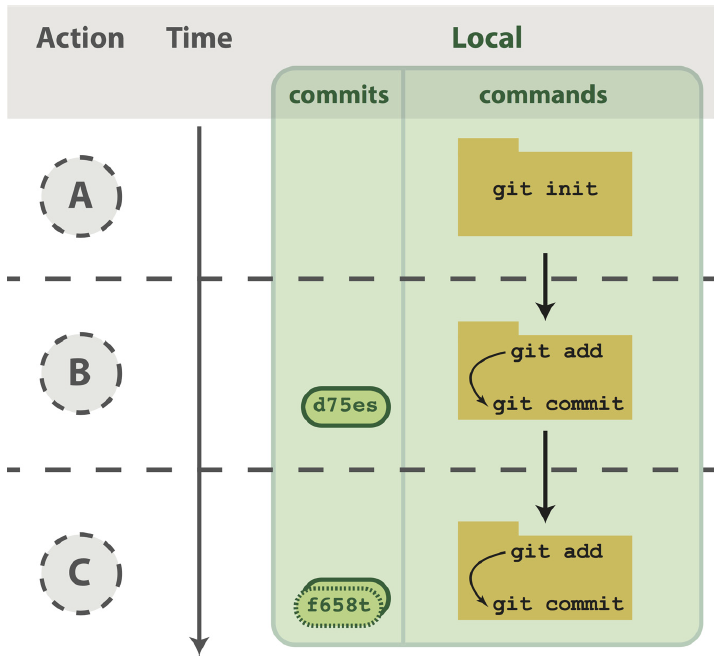 Action Time Local
commits commands
A
git init
B
git add
d75es
git commit
C
git add
f658t
git commit